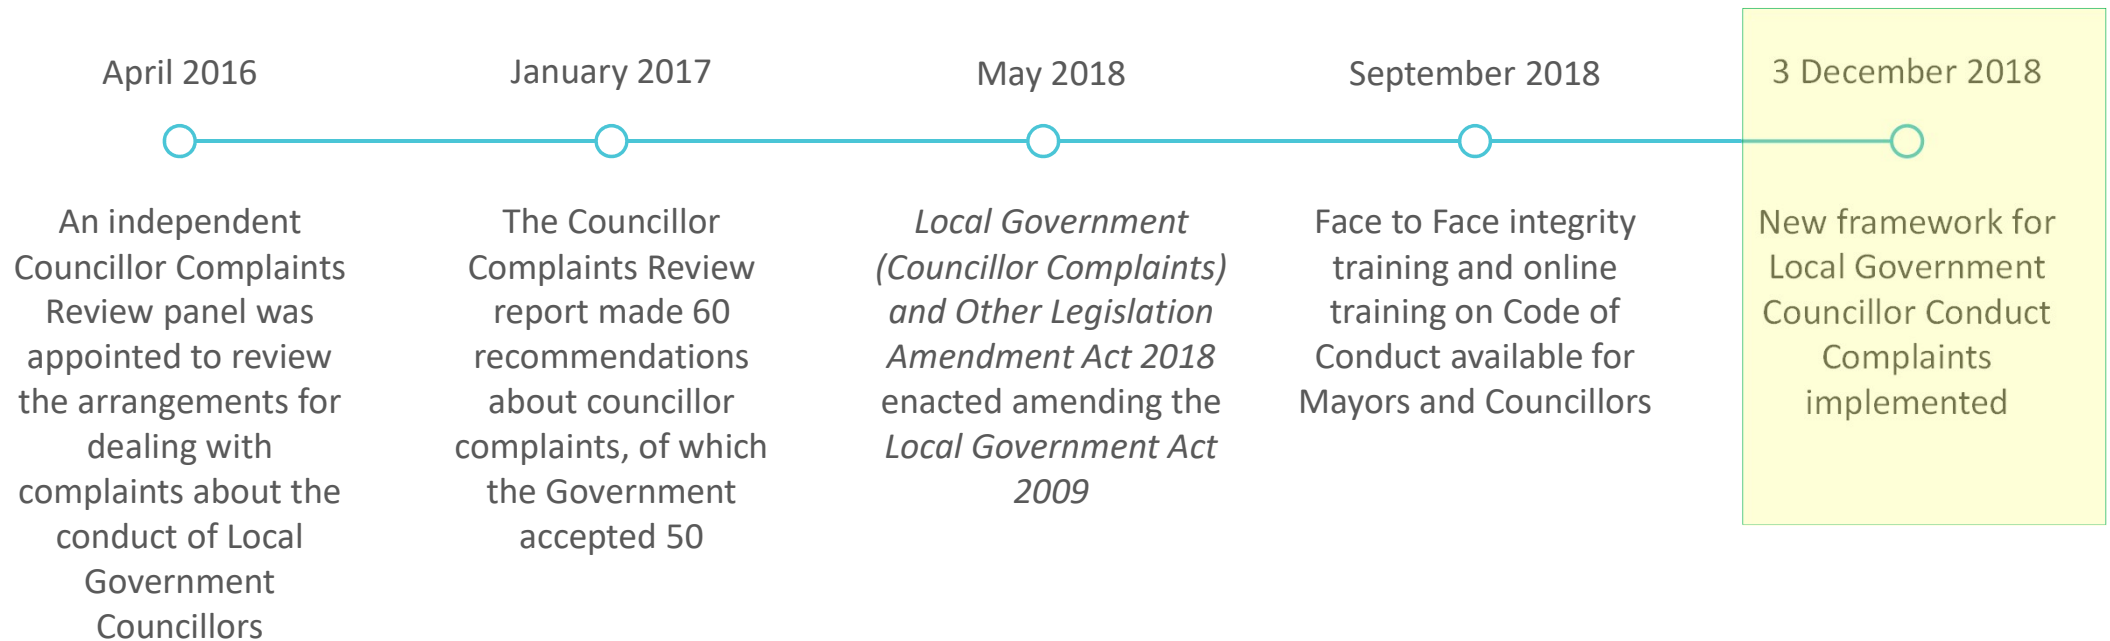 April 2016
An independent
Councillor Complaints
Review panel was
appointed to review
the arrangements for
dealing with
complaints about the
conduct of Local
Government
Councillors
January 2017
The Councillor
Complaints Review
report made 60
recommendations
about councillor
complaints, of which
the Government
accepted 50
May 2018
Local Government
(Councillor Complaints)
and Other Legislation
Amendment Act 2018
enacted amending the
Local Government Act
2009
September 2018
Face to Face integrity
training and online
training on Code of
Conduct available for
Mayors and Councillors
3 December 2018
New framework for
Local Government
Councillor Conduct
Complaints
implemented